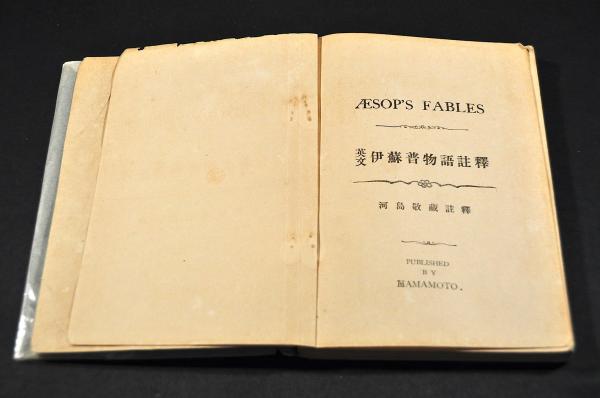 ÆSOP'S FABLES
英文 伊蘇普物語註釋
河島敬藏註釋
PUBLISHED
BY
HAMAMOTO.